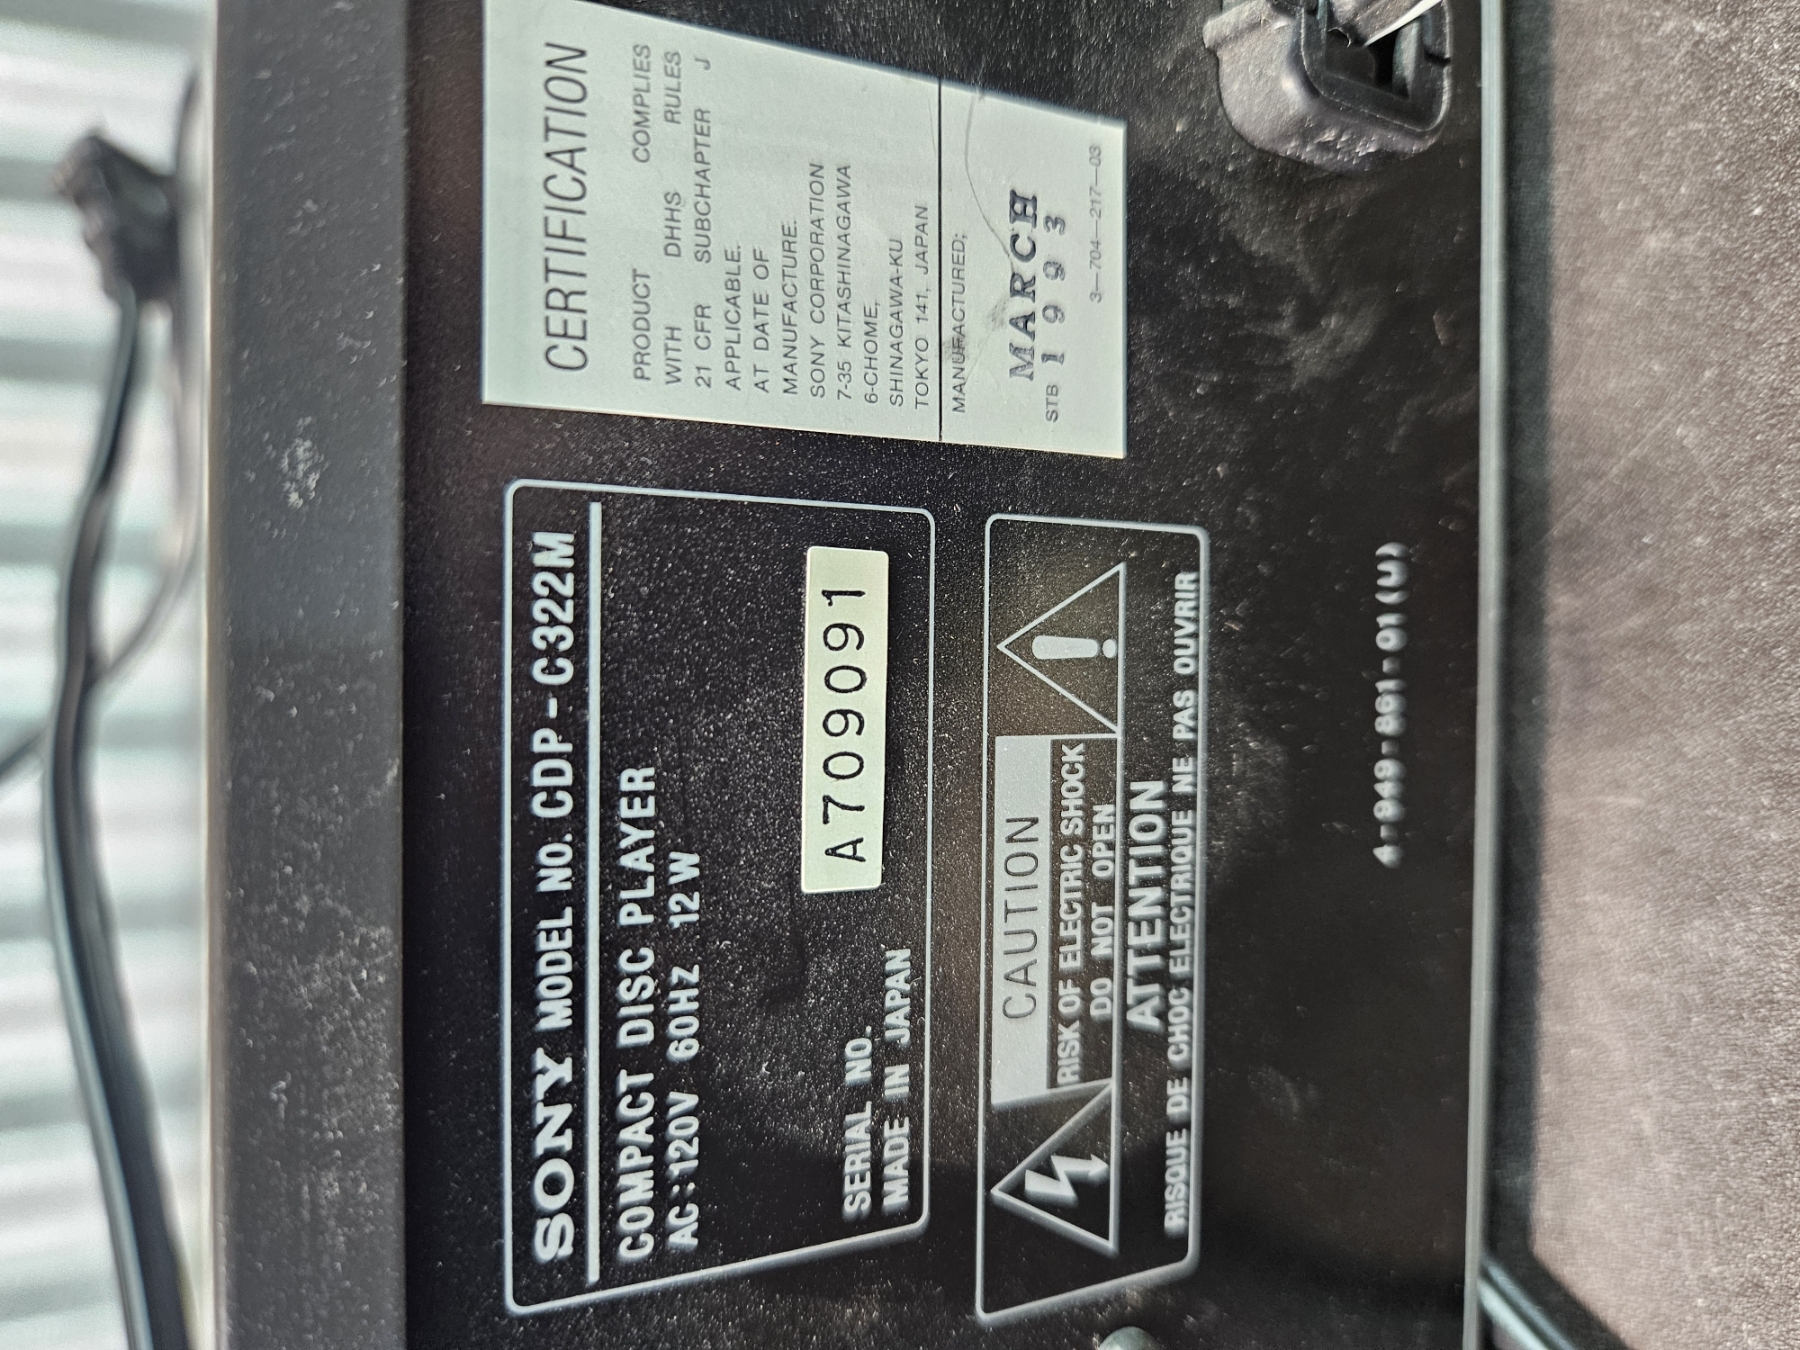 SONY MODEL NO. CDP-C322M
COMPACT DISC PLAYER
AC:120V 60HZ 12W
A709091
SERIAL NO.
MADE IN JAPAN
CAUTION
RISK OF ELECTRIC SHOCK
DO NOT OPEN
ATTENTION
RISQUE DE CHOC ELECTRIQUE NE PAS OUVRIR
4-949-861-01(U)
CERTIFICATION
PRODUCT COMPLIES
WITH DHHS RULES
21 CFR SUBCHAPTER J
APPLICABLE.
AT DATE OF
MANUFACTURE.
SONY CORPORATION
7-35 KITASHINAGAWA
6-CHOME,
SHINAGAWA-KU
TOKYO 141, JAPAN
MANUFACTURED;
MARCH
STB 1993
3—704—217—03